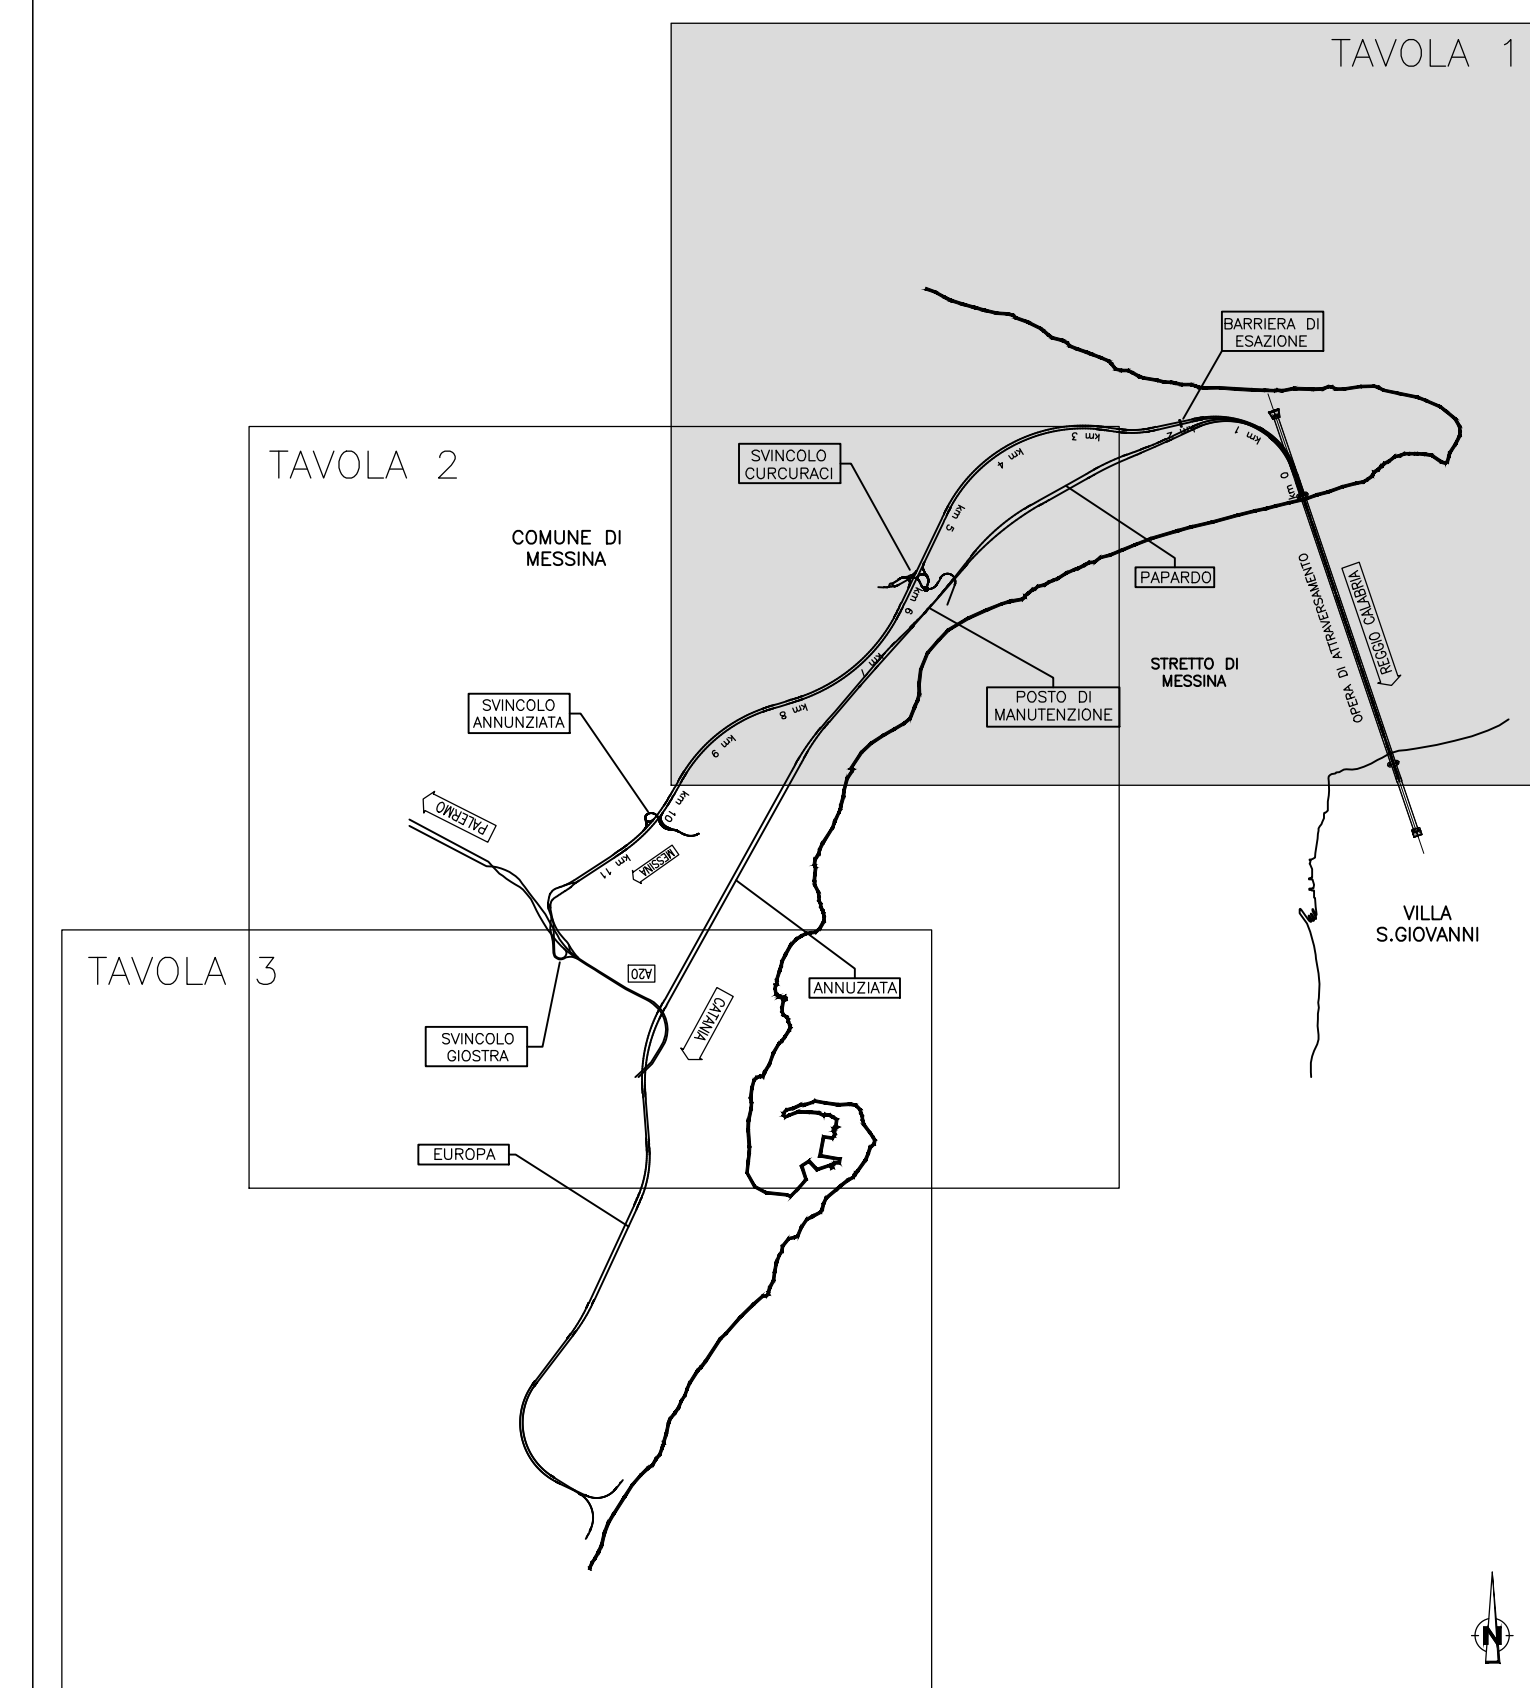 TAVOLA 1
BARRIERA DI
ESAZIONE
TAVOLA 2
SVINCOLO
CURCURACI
km 0
km 1
km 2
km 3
km 4
km 5
km 6
km 7
km 8
km 9
km 10
km 11
COMUNE DI
MESSINA
PAPARDO
OPERA DI ATTRAVERSAMENTO
REGGIO CALABRIA
STRETTO DI
MESSINA
POSTO DI
MANUTENZIONE
SVINCOLO
ANNUNZIATA
PALERMO
MESSINA
VILLA
S.GIOVANNI
TAVOLA 3
A20
ANNUZIATA
CATANIA
SVINCOLO
GIOSTRA
EUROPA
N